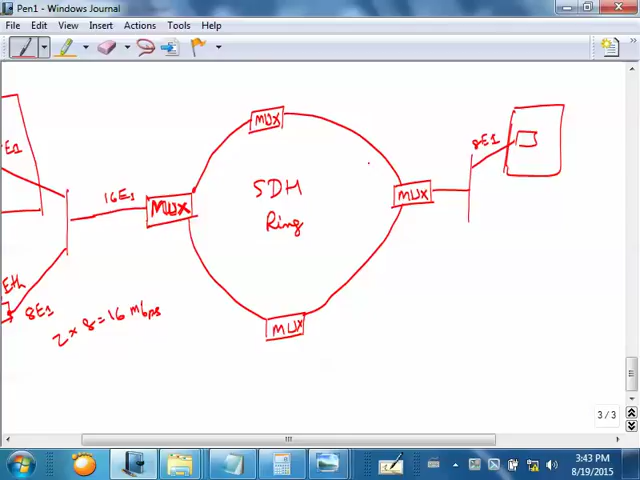 Pen1 - Windows Journal
File Edit View Insert Actions Tools Help
MUX
8E1
E1
16E1
MUX
SDH
Ring
MUX
Eth
8E1
2 × 8 = 16 mbps
MUX
3 / 3
3:43 PM
8/19/2015